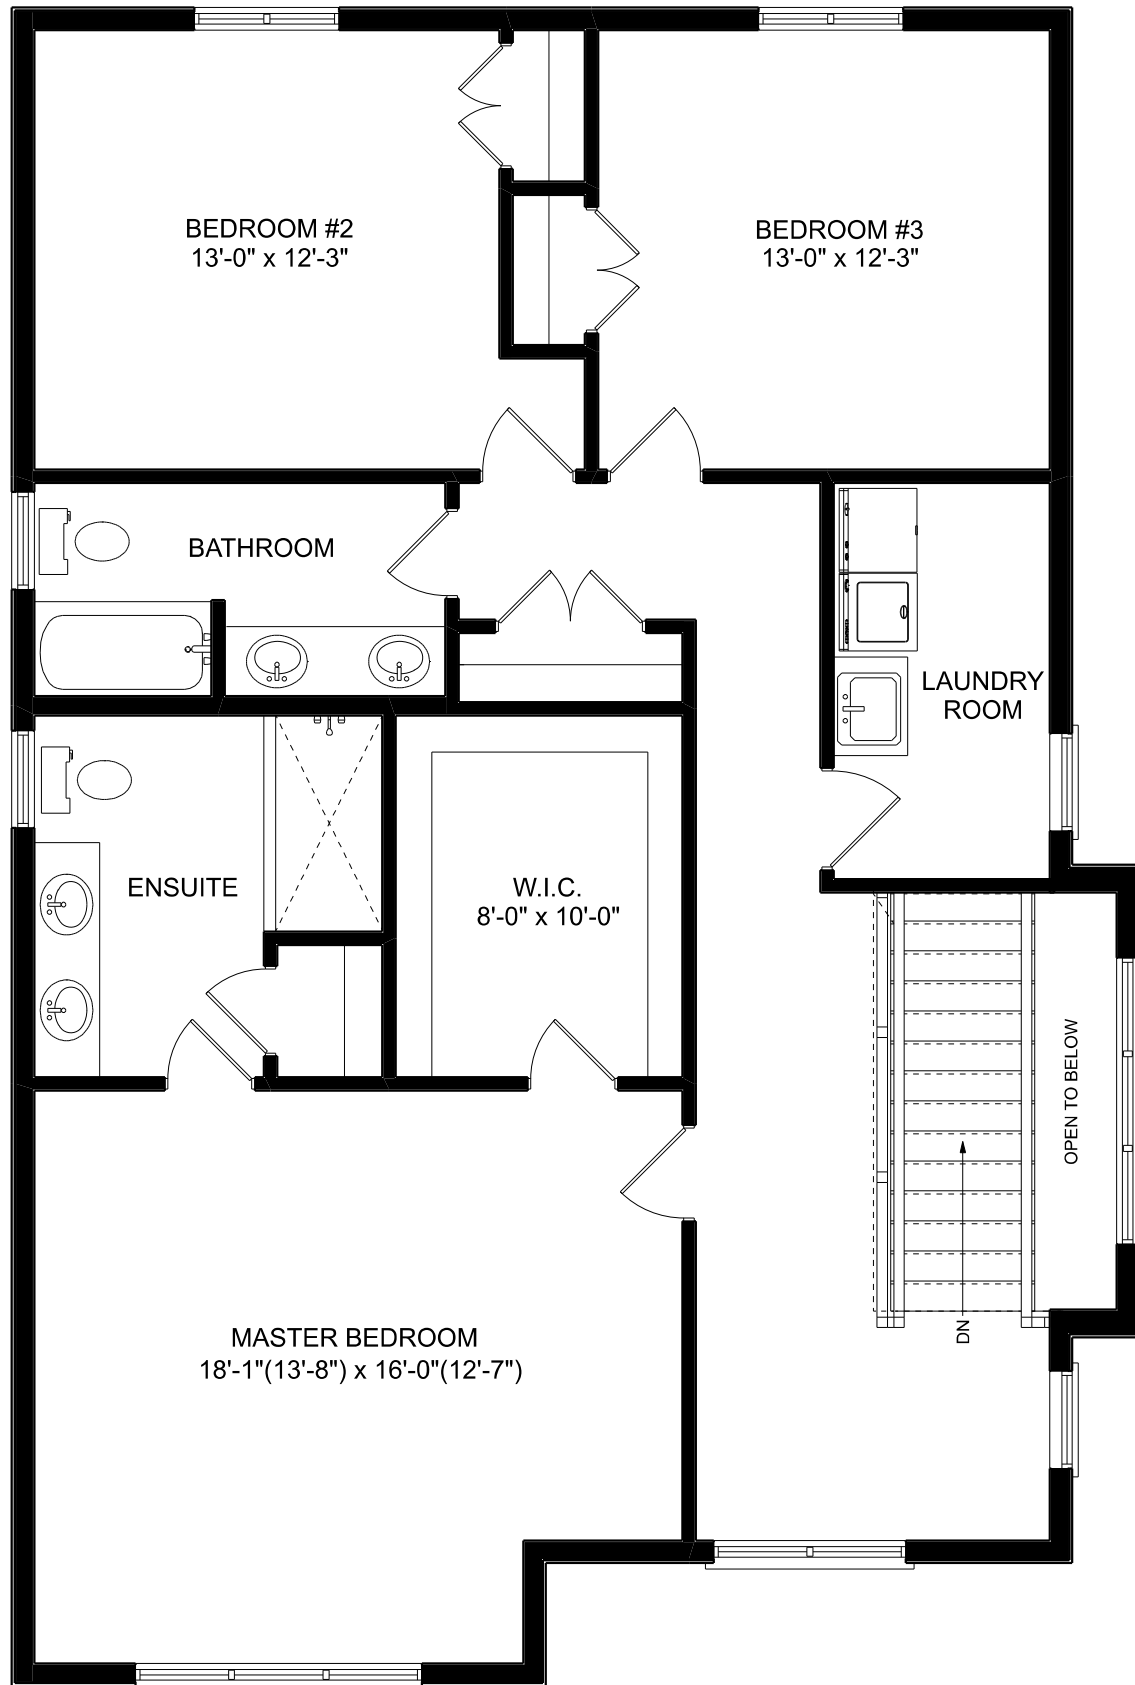 BEDROOM #2
13'-0" x 12'-3"
BEDROOM #3
13'-0" x 12'-3"
BATHROOM
LAUNDRY
ROOM
ENSUITE
W.I.C.
8'-0" x 10'-0"
OPEN TO BELOW
DN
MASTER BEDROOM
18'-1"(13'-8") x 16'-0"(12'-7")